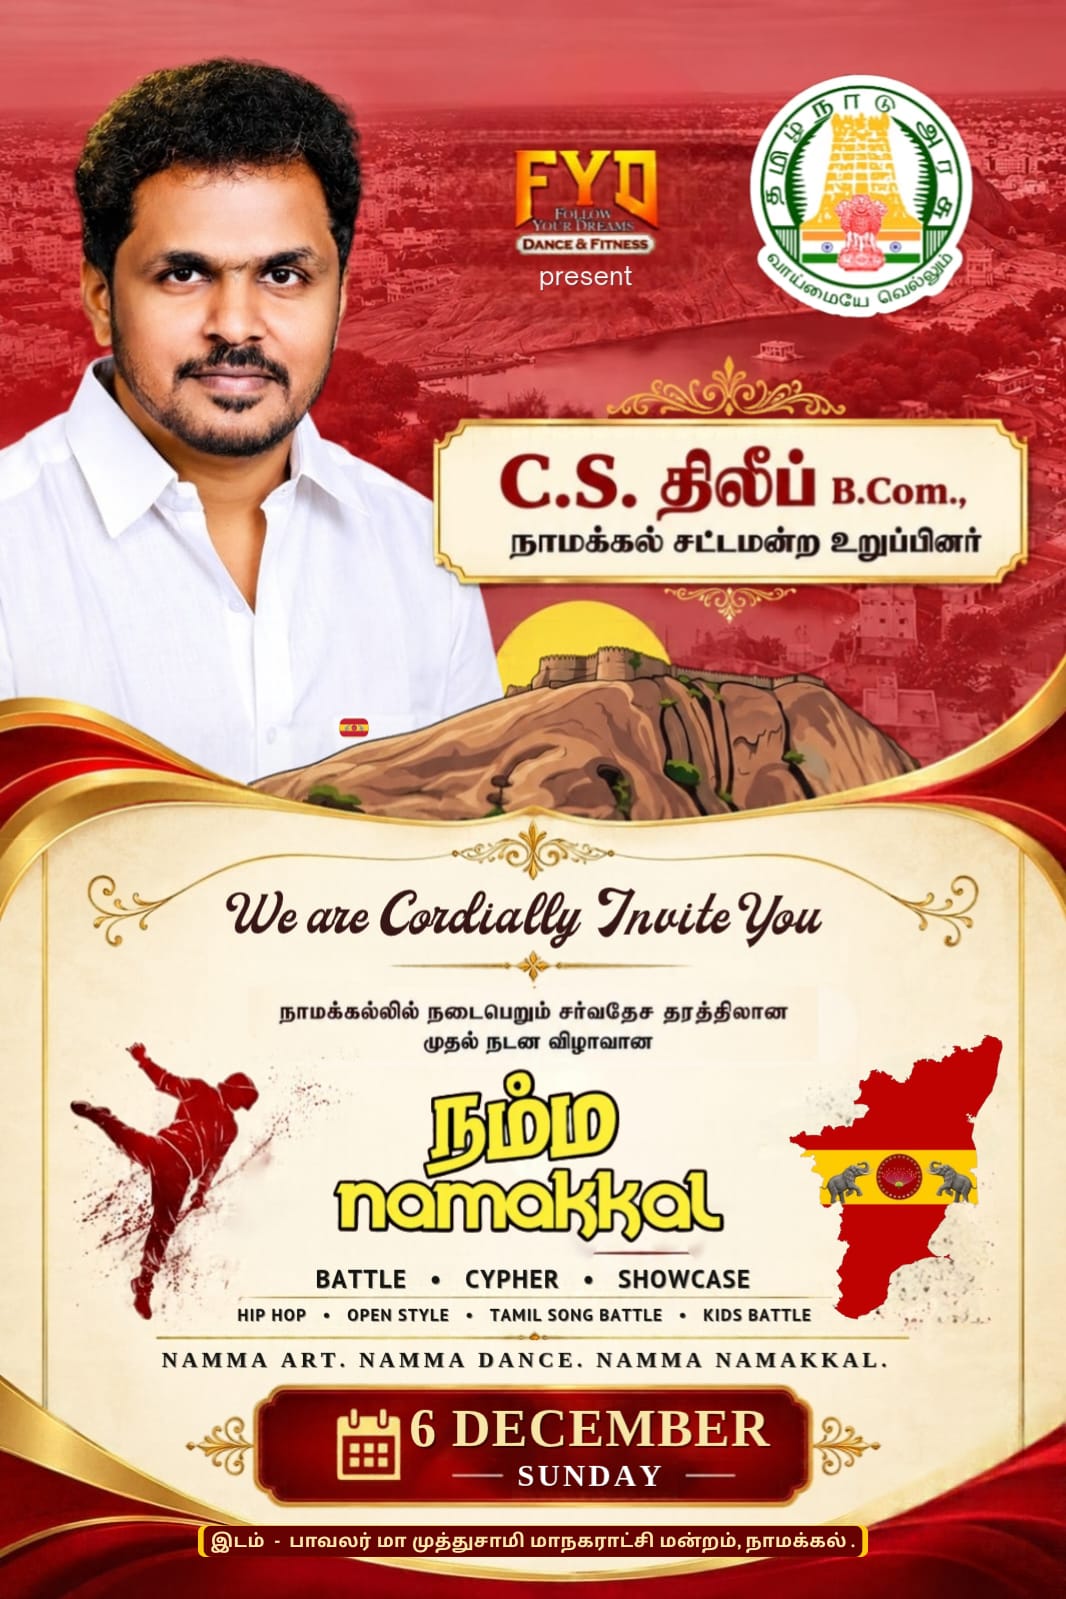 FYD
FOLLOW
YOUR DREAMS
DANCE & FITNESS
present
தமிழ்நாடு அரசு
வாய்மையே வெல்லும்
C.S. திலீப் B.Com.,
நாமக்கல் சட்டமன்ற உறுப்பினர்
We are Cordially Invite You
நாமக்கல்லில் நடைபெறும் சர்வதேச தரத்திலான
முதல் நடன விழாவான
நம்ம
namakkal
BATTLE • CYPHER • SHOWCASE
HIP HOP • OPEN STYLE • TAMIL SONG BATTLE • KIDS BATTLE
NAMMA ART. NAMMA DANCE. NAMMA NAMAKKAL.
6 DECEMBER
SUNDAY
இடம் - பாவலர் மா முத்துசாமி மாநகராட்சி மன்றம், நாமக்கல் .